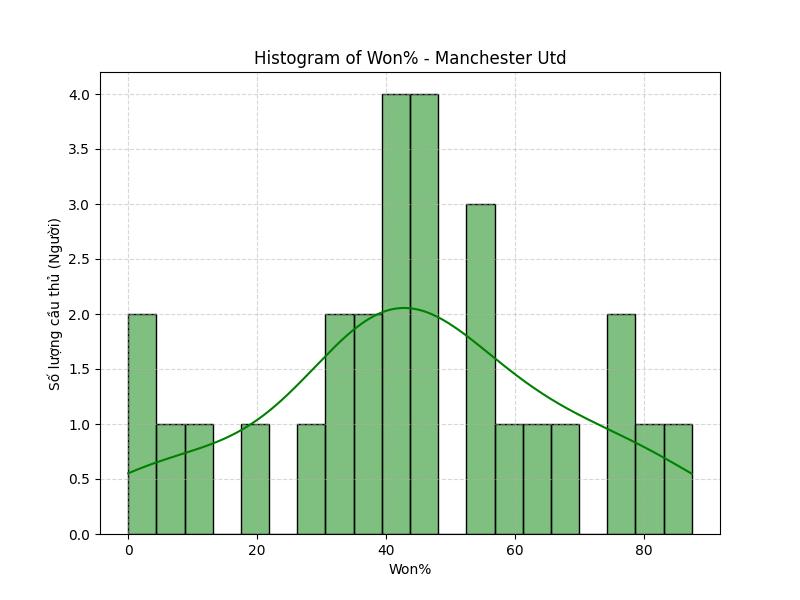 Histogram of Won% - Manchester Utd
Số lượng cầu thủ (Người)
4.0
3.5
3.0
2.5
2.0
1.5
1.0
0.5
0.0
0 20 40 60 80
Won%